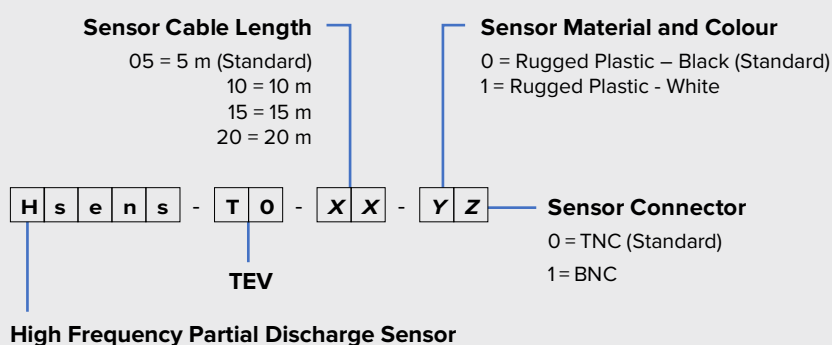 Sensor Cable Length
05 = 5 m (Standard)
10 = 10 m
15 = 15 m
20 = 20 m
Sensor Material and Colour
0 = Rugged Plastic – Black (Standard)
1 = Rugged Plastic - White
H s e n s - T 0 - X X - Y Z
Sensor Connector
0 = TNC (Standard)
1 = BNC
TEV
High Frequency Partial Discharge Sensor